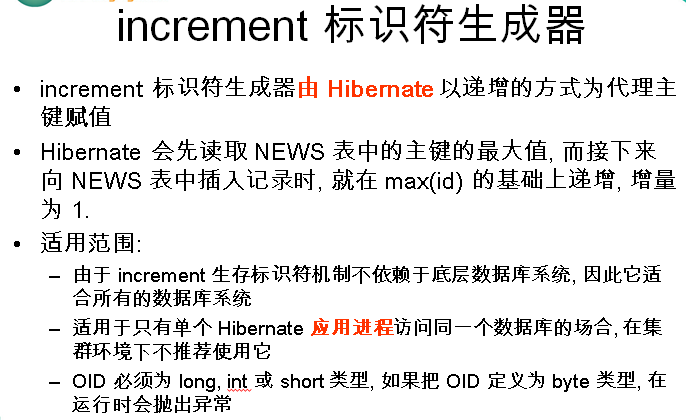 increment 标识符生成器
• increment 标识符生成器由 Hibernate 以递增的方式为代理主
键赋值
• Hibernate 会先读取 NEWS 表中的主键的最大值, 而接下来
向 NEWS 表中插入记录时, 就在 max(id) 的基础上递增, 增量
为 1.
• 适用范围:
– 由于 increment 生存标识符机制不依赖于底层数据库系统, 因此它适
合所有的数据库系统
– 适用于只有单个 Hibernate 应用进程访问同一个数据库的场合, 在集
群环境下不推荐使用它
– OID 必须为 long, int 或 short 类型, 如果把 OID 定义为 byte 类型, 在
运行时会抛出异常